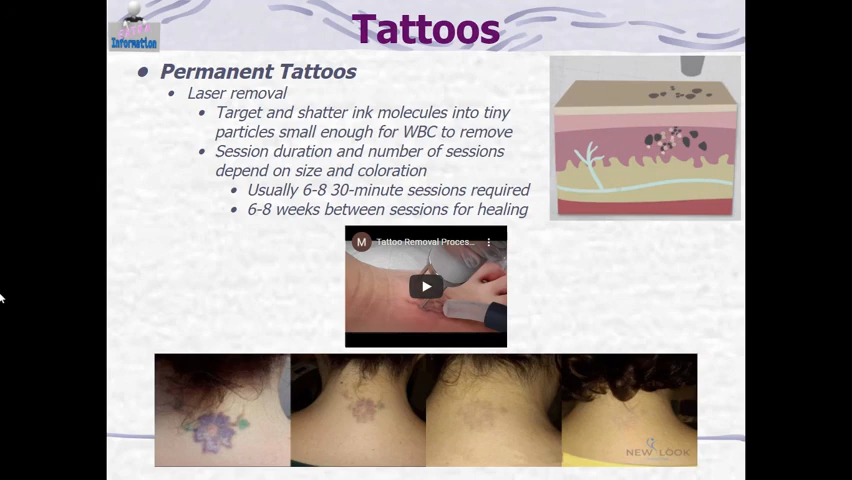 Tattoos
Information
Permanent Tattoos
Laser removal
Target and shatter ink molecules into tiny
particles small enough for WBC to remove
Session duration and number of sessions
depend on size and coloration
Usually 6-8 30-minute sessions required
6-8 weeks between sessions for healing
M
Tattoo Removal Proces...
NEW LOOK